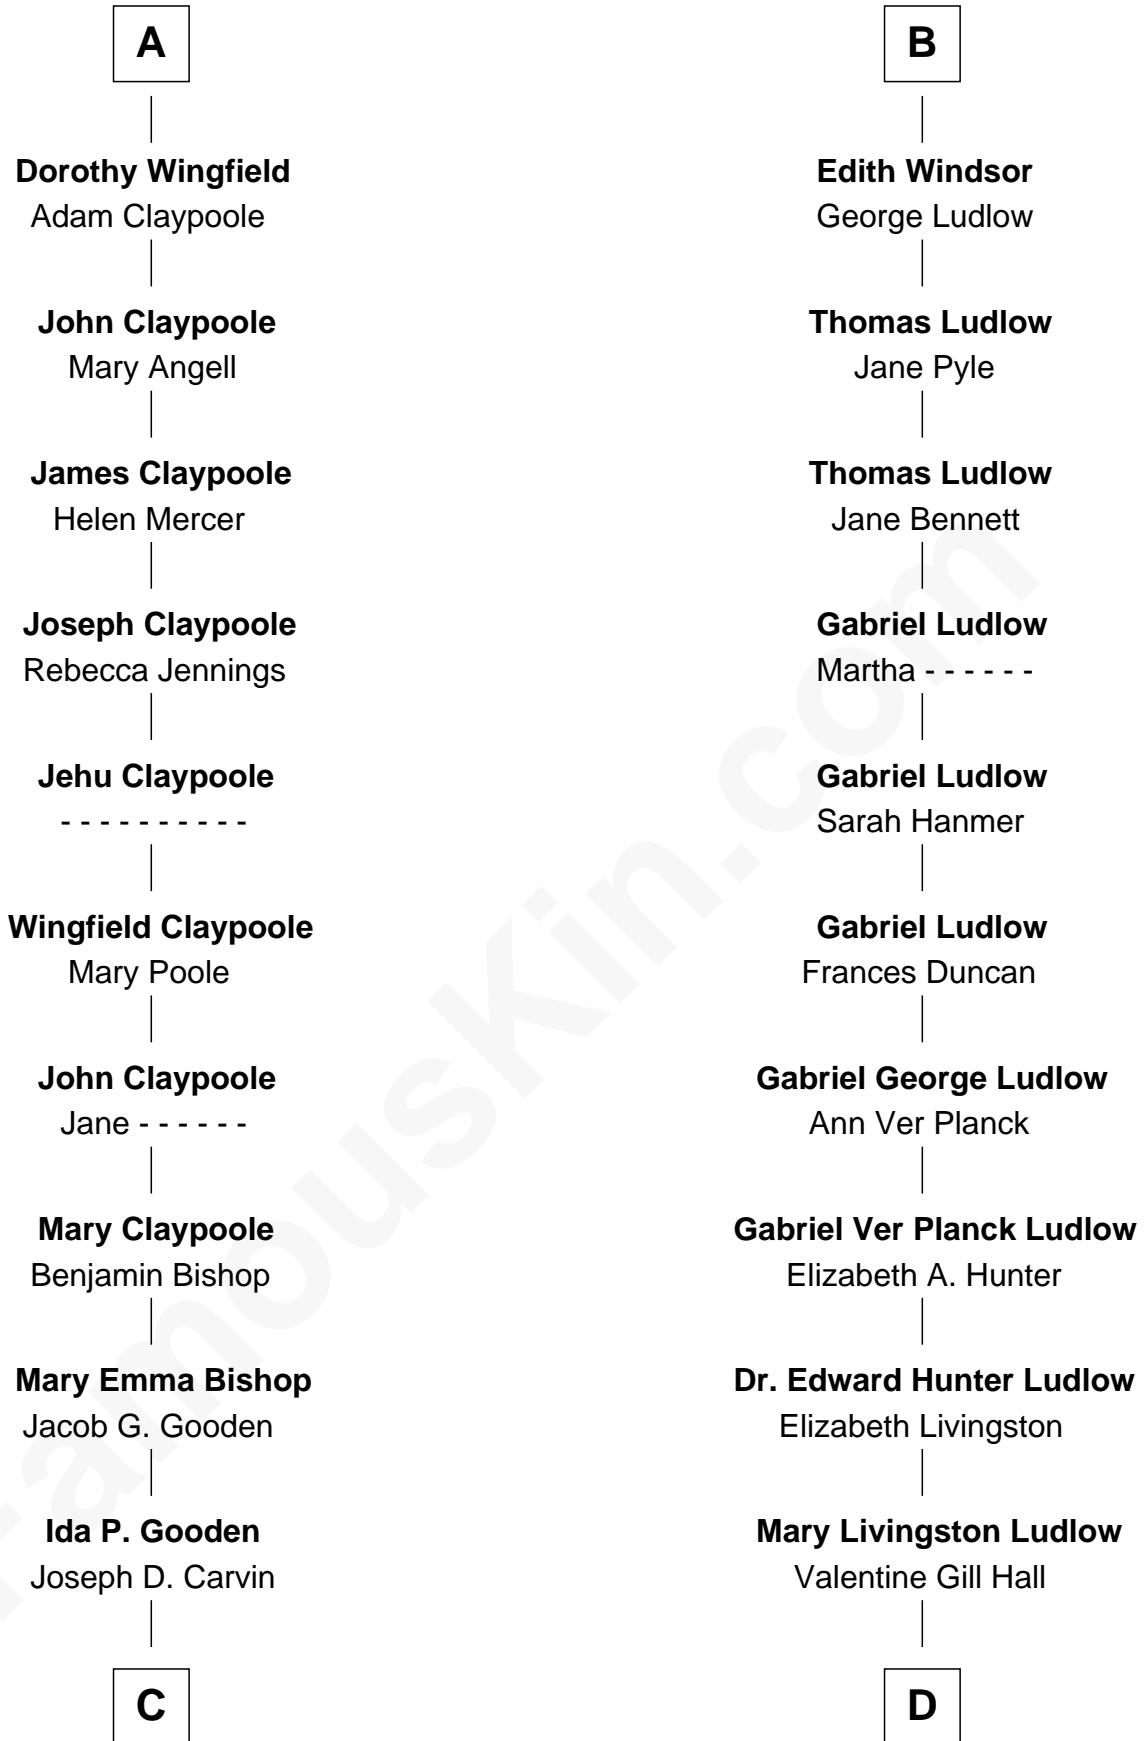 A
Dorothy Wingfield
Adam Claypoole
John Claypoole
Mary Angell
James Claypoole
Helen Mercer
Joseph Claypoole
Rebecca Jennings
Jehu Claypoole
- - - - - - - - - -
Wingfield Claypoole
Mary Poole
John Claypoole
Jane - - - - - -
Mary Claypoole
Benjamin Bishop
Mary Emma Bishop
Jacob G. Gooden
Ida P. Gooden
Joseph D. Carvin
C
B
Edith Windsor
George Ludlow
Thomas Ludlow
Jane Pyle
Thomas Ludlow
Jane Bennett
Gabriel Ludlow
Martha - - - - - -
Gabriel Ludlow
Sarah Hanmer
Gabriel Ludlow
Frances Duncan
Gabriel George Ludlow
Ann Ver Planck
Gabriel Ver Planck Ludlow
Elizabeth A. Hunter
Dr. Edward Hunter Ludlow
Elizabeth Livingston
Mary Livingston Ludlow
Valentine Gill Hall
D
FamousKin.com